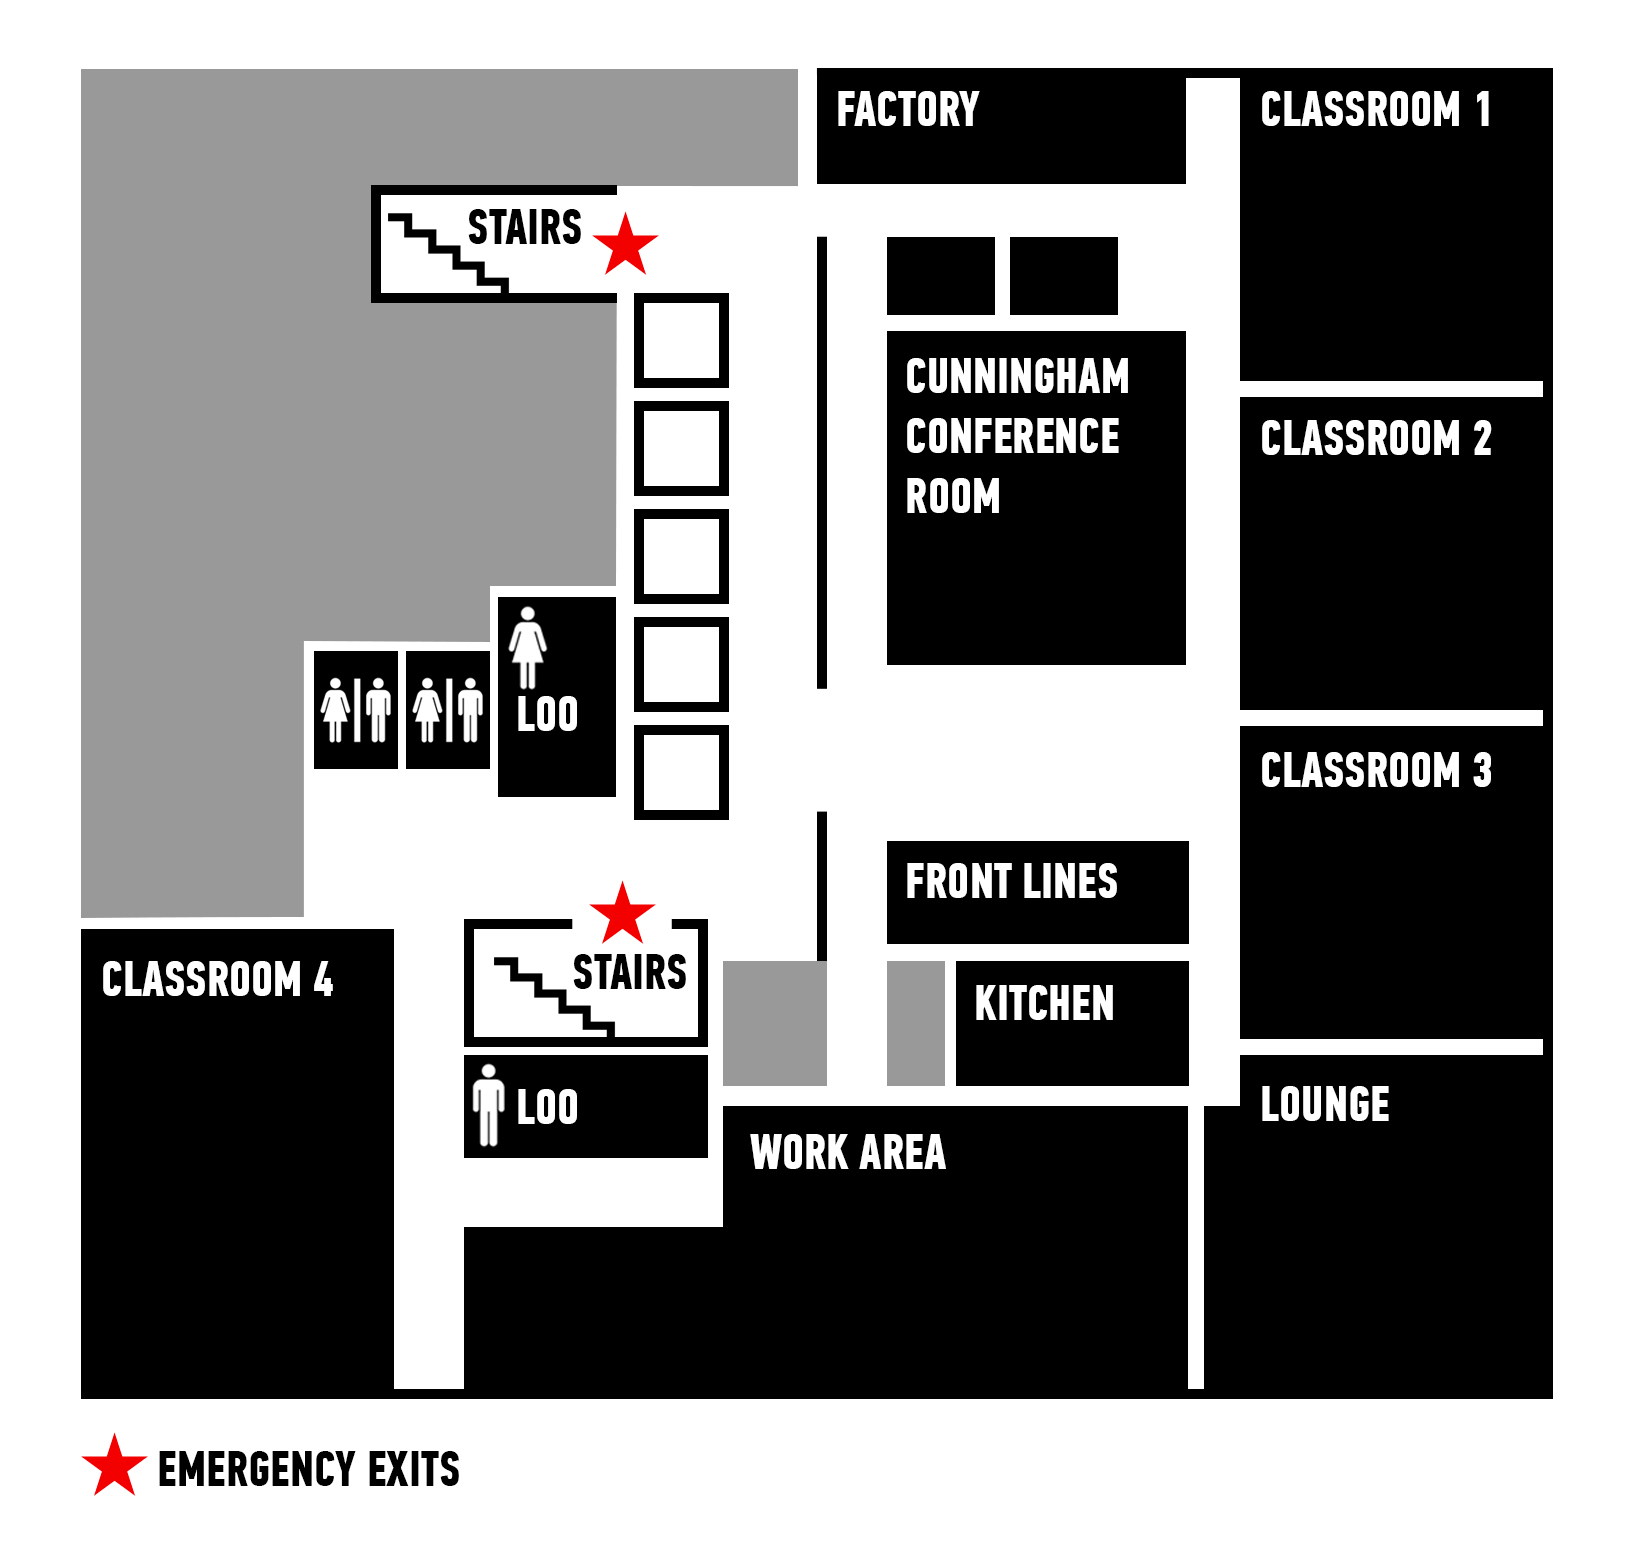 FACTORY
CLASSROOM 1
STAIRS
CUNNINGHAM
CONFERENCE
ROOM
CLASSROOM 2
LOO
CLASSROOM 3
FRONT LINES
CLASSROOM 4
STAIRS
KITCHEN
LOO
LOUNGE
WORK AREA
EMERGENCY EXITS